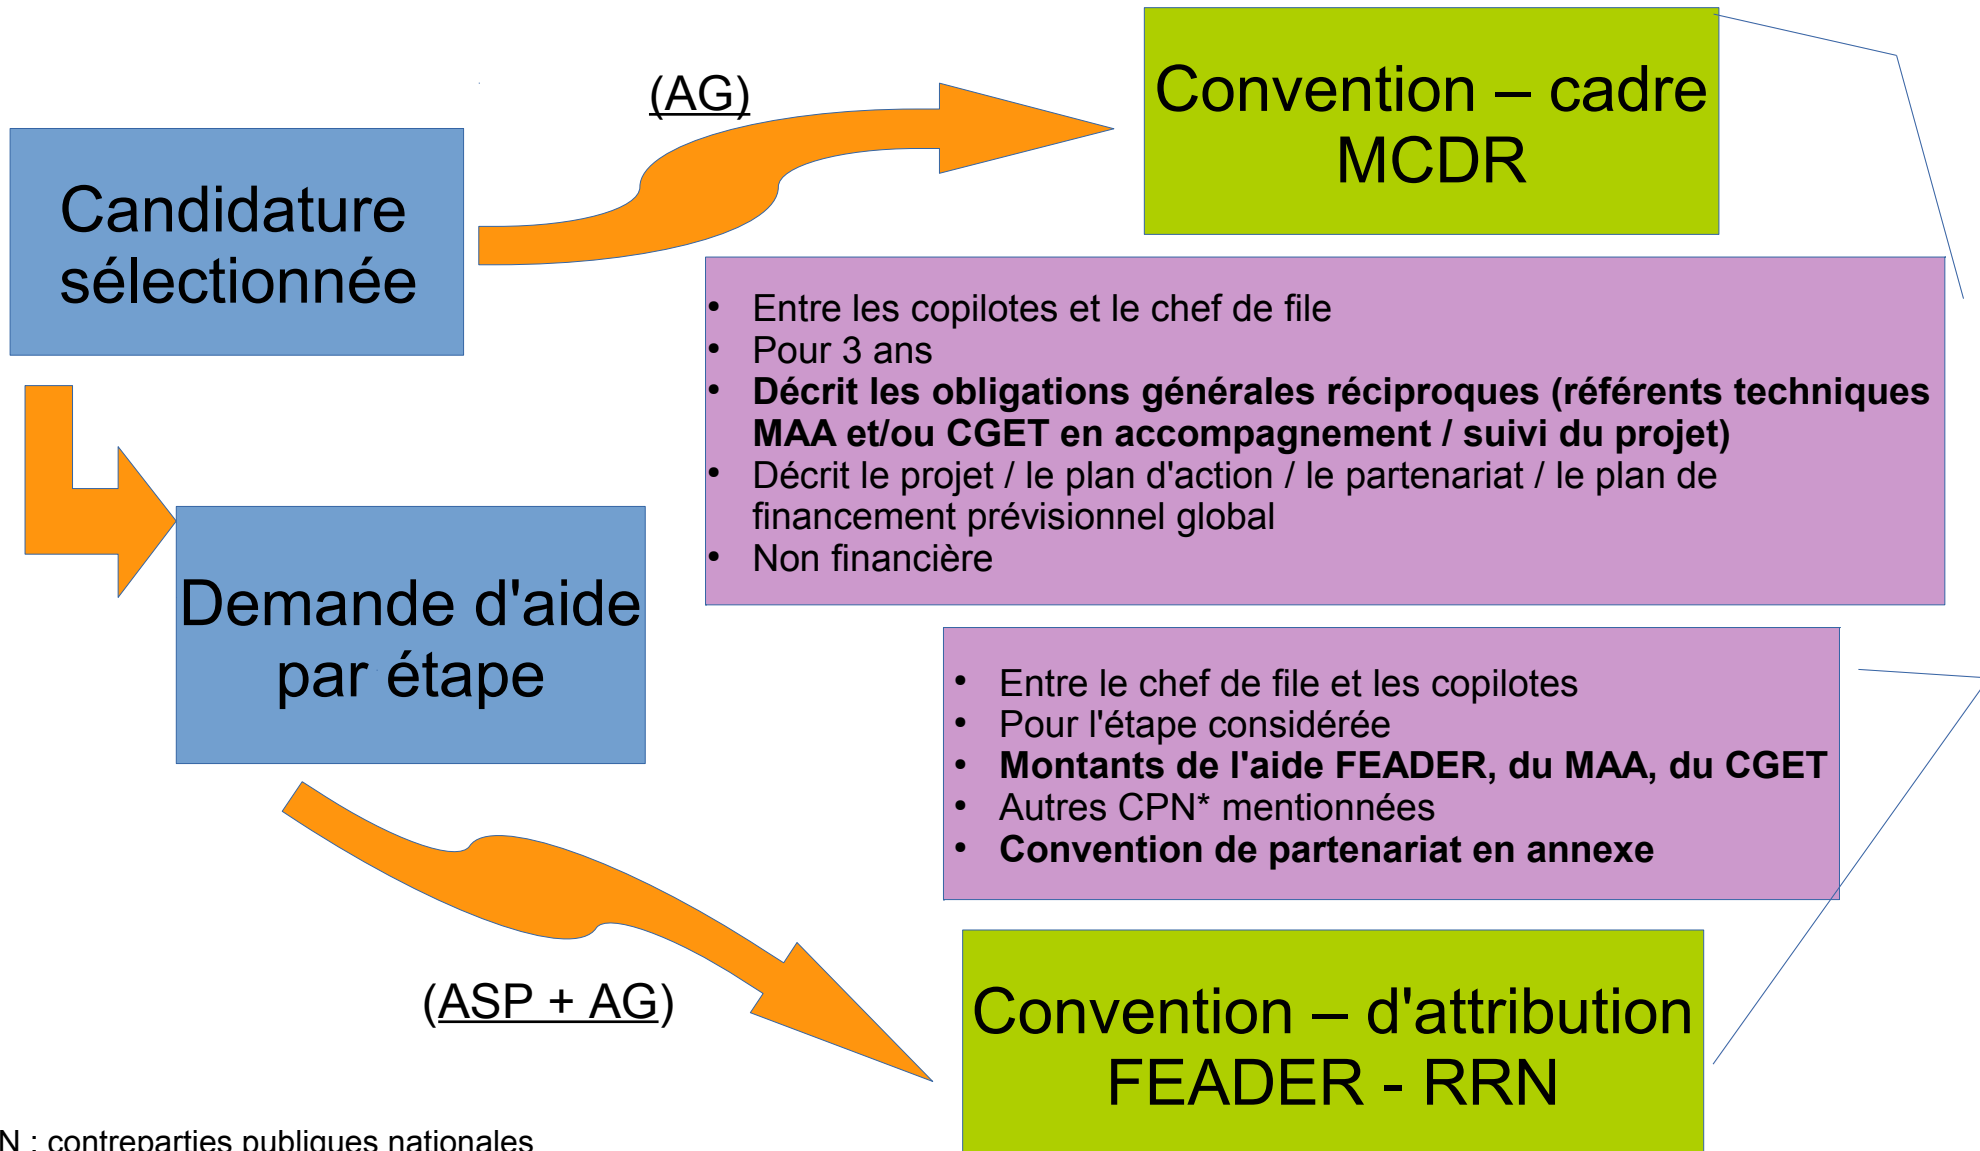 (AG)
Convention – cadre
MCDR
Candidature
sélectionnée
• Entre les copilotes et le chef de file
• Pour 3 ans
• Décrit les obligations générales réciproques (référents techniques
MAA et/ou CGET en accompagnement / suivi du projet)
• Décrit le projet / le plan d'action / le partenariat / le plan de
financement prévisionnel global
• Non financière
Demande d'aide
par étape
• Entre le chef de file et les copilotes
• Pour l'étape considérée
• Montants de l'aide FEADER, du MAA, du CGET
• Autres CPN* mentionnées
• Convention de partenariat en annexe
(ASP + AG)
Convention – d'attribution
FEADER - RRN
N : contreparties publiques nationales